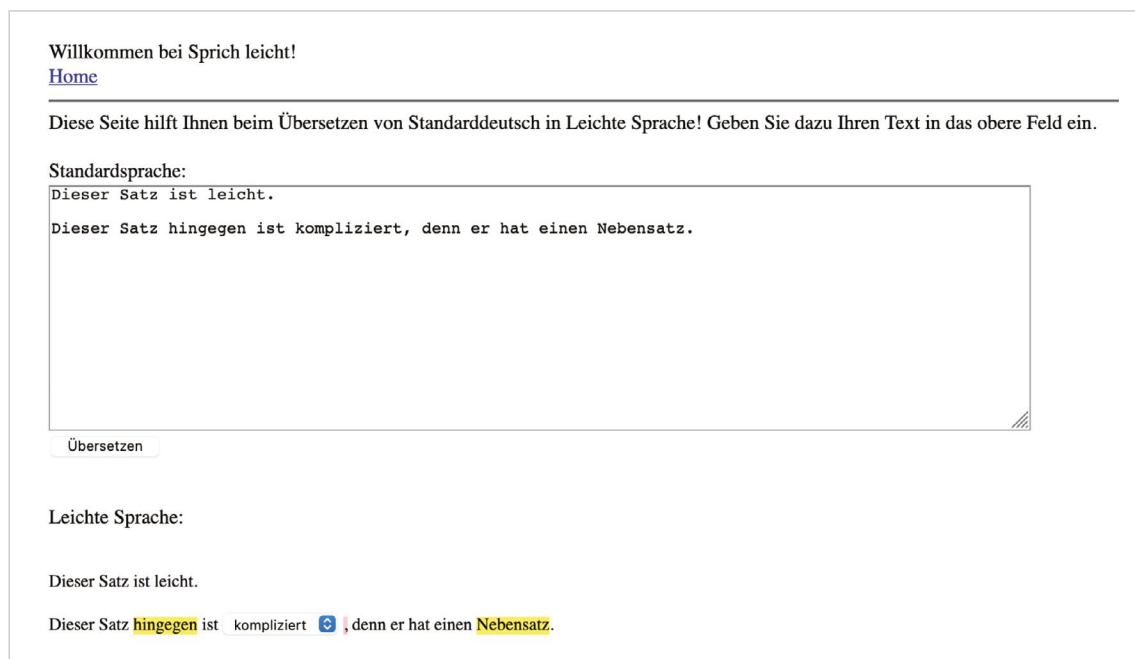 Willkommen bei Sprich leicht!
Home
Diese Seite hilft Ihnen beim Übersetzen von Standarddeutsch in Leichte Sprache! Geben Sie dazu Ihren Text in das obere Feld ein.
Standardsprache:
Dieser Satz ist leicht.
Dieser Satz hingegen ist kompliziert, denn er hat einen Nebensatz.
Übersetzen
Leichte Sprache:
Dieser Satz ist leicht.
Dieser Satz hingegen ist kompliziert , denn er hat einen Nebensatz.